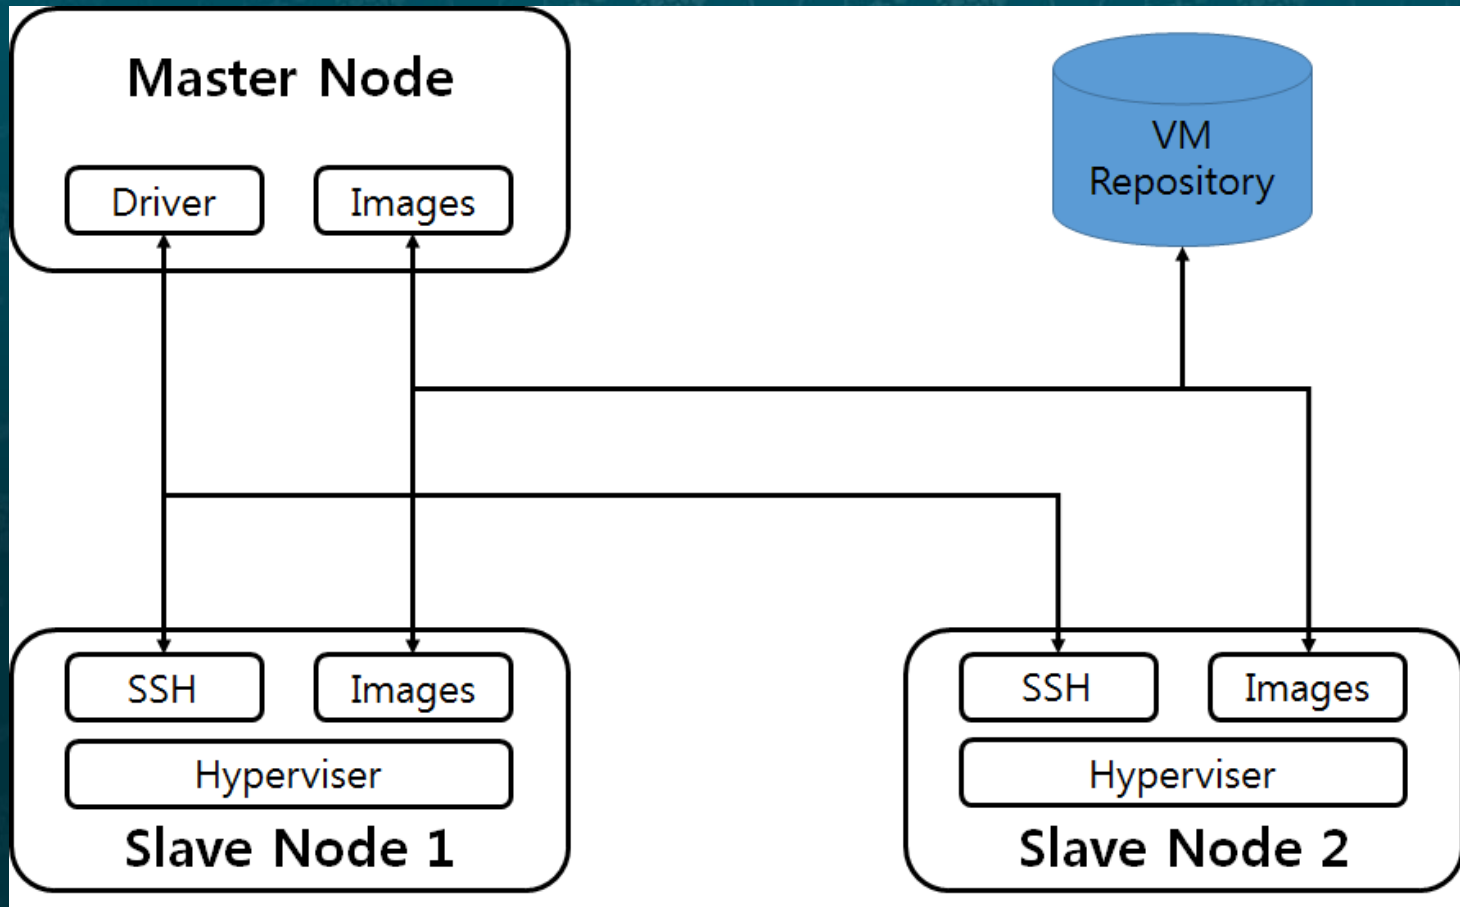 Master Node
Driver
Images
VM
Repository
SSH
Images
Hyperviser
Slave Node 1
SSH
Images
Hyperviser
Slave Node 2